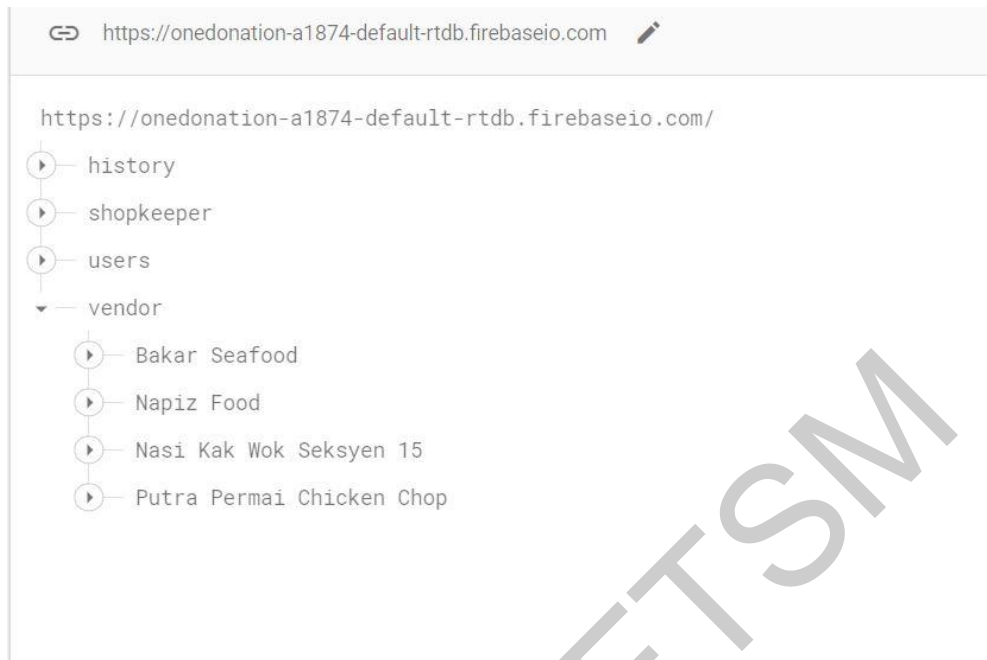 https://onedonation-a1874-default-rtdb.firebaseio.com
https://onedonation-a1874-default-rtdb.firebaseio.com/
history
shopkeeper
users
vendor
Bakar Seafood
Napiz Food
Nasi Kak Wok Seksyen 15
Putra Permai Chicken Chop
FTSM